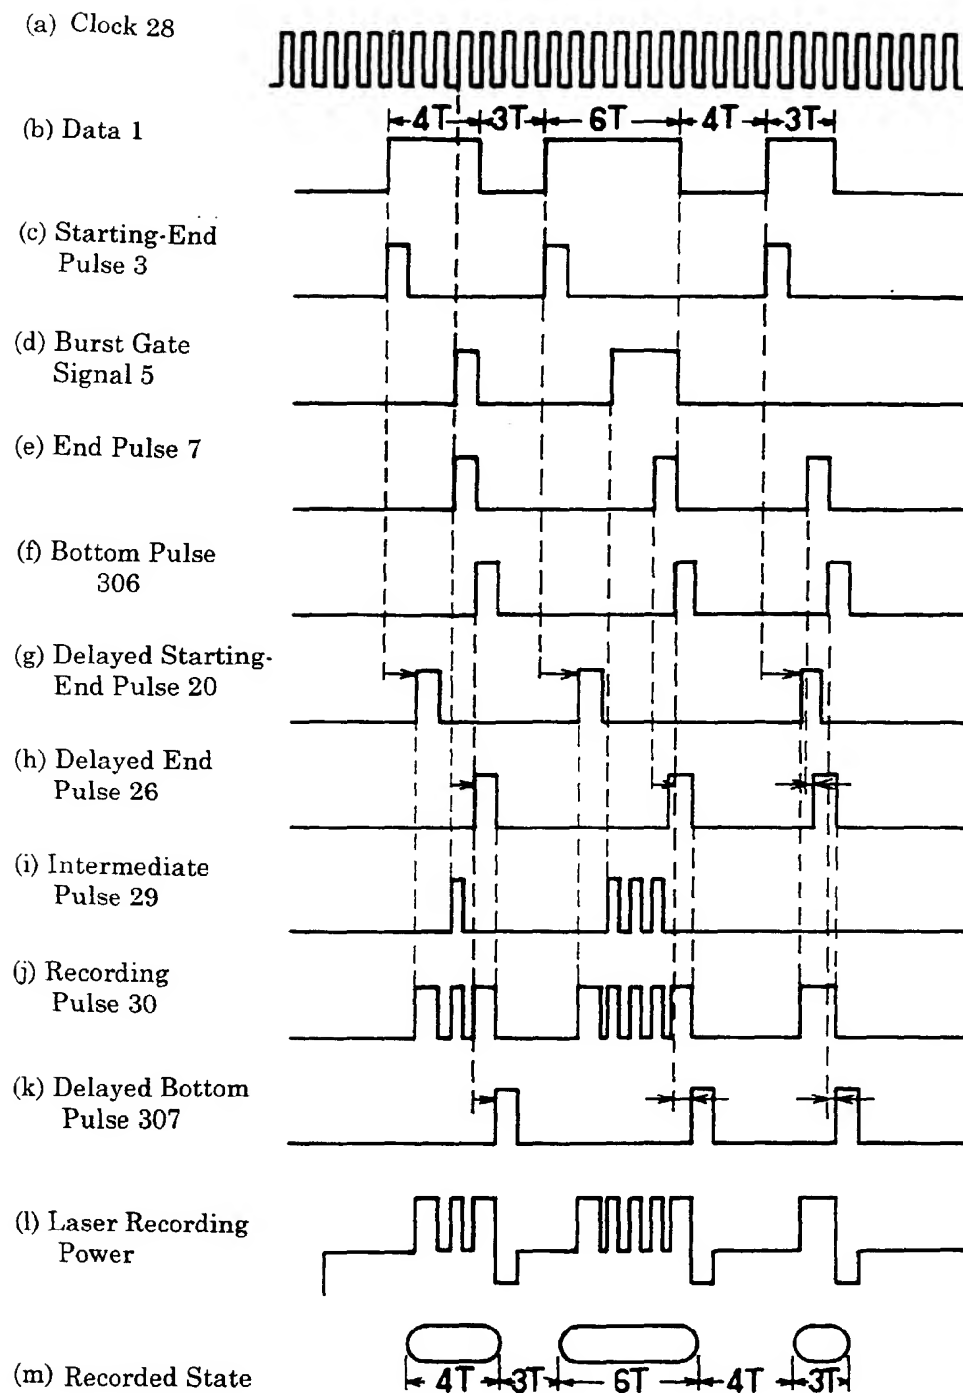 (a) Clock 28
4T 3T 6T 4T 3T
(b) Data 1
(c) Starting-End
Pulse 3
(d) Burst Gate
Signal 5
(e) End Pulse 7
(f) Bottom Pulse
306
(g) Delayed Starting-
End Pulse 20
(h) Delayed End
Pulse 26
(i) Intermediate
Pulse 29
(j) Recording
Pulse 30
(k) Delayed Bottom
Pulse 307
(l) Laser Recording
Power
(m) Recorded State
4T 3T 6T 4T 3T